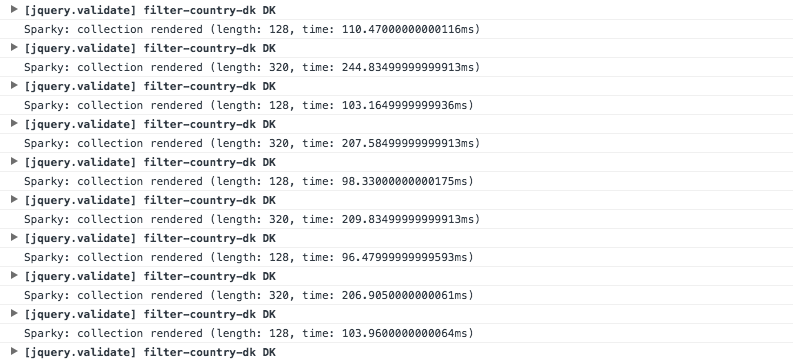 [jquery.validate] filter-country-dk DK
Sparky: collection rendered (length: 128, time: 110.47000000000116ms)
[jquery.validate] filter-country-dk DK
Sparky: collection rendered (length: 320, time: 244.83499999999913ms)
[jquery.validate] filter-country-dk DK
Sparky: collection rendered (length: 128, time: 103.1649999999936ms)
[jquery.validate] filter-country-dk DK
Sparky: collection rendered (length: 320, time: 207.58499999999913ms)
[jquery.validate] filter-country-dk DK
Sparky: collection rendered (length: 128, time: 98.33000000000175ms)
[jquery.validate] filter-country-dk DK
Sparky: collection rendered (length: 320, time: 209.83499999999913ms)
[jquery.validate] filter-country-dk DK
Sparky: collection rendered (length: 128, time: 96.47999999999593ms)
[jquery.validate] filter-country-dk DK
Sparky: collection rendered (length: 320, time: 206.9050000000061ms)
[jquery.validate] filter-country-dk DK
Sparky: collection rendered (length: 128, time: 103.9600000000064ms)
[jquery.validate] filter-country-dk DK